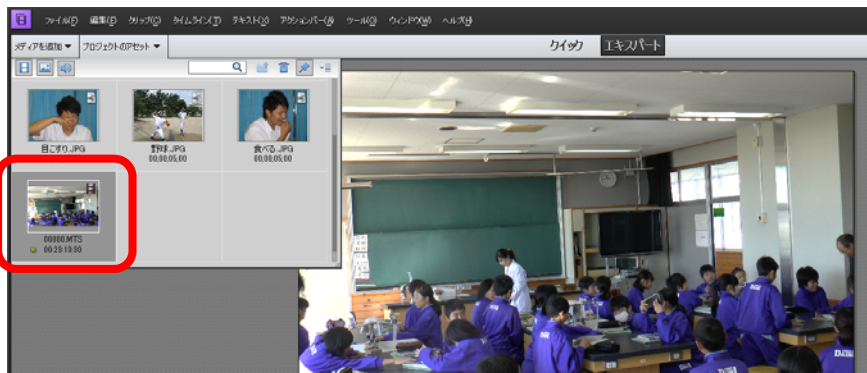 ファイル(F) 編集(E) クリップ(C) タイムライン(T) テキスト(X) アクションバー(A) ツール(O) ウィンドウ(W) ヘルプ(H)
メディアを追加 プロジェクトのアセット
クイック エキスパート
目こすり.JPG
野球.JPG
00;00;05;00
食べる.JPG
00;00;05;00
00000.MTS